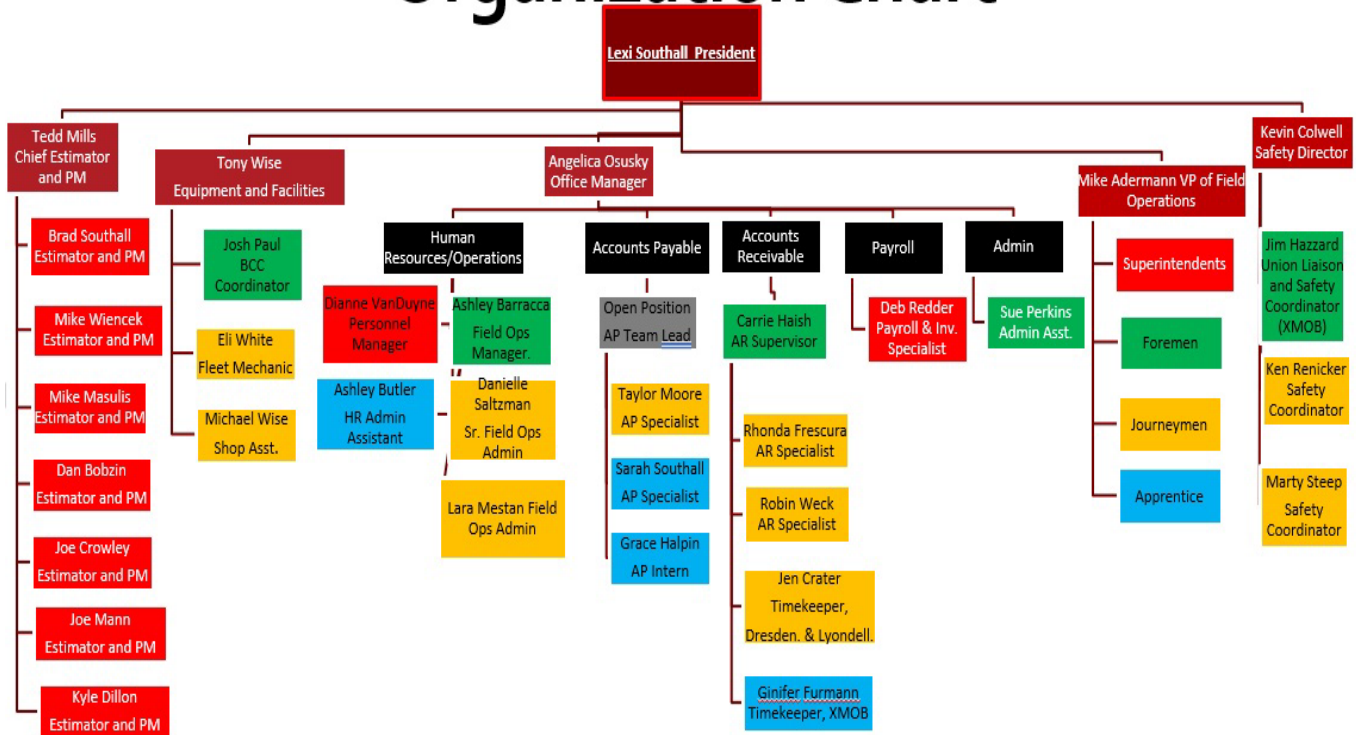 Organization Chart
Lexi Southall  President
Tedd Mills
Chief Estimator
and PM
Tony Wise
Equipment and Facilities
Angelica Osusky
Office Manager
Mike Adermann VP of Field
Operations
Kevin Colwell
Safety Director
Brad Southall
Estimator and PM
Mike Wiencek
Estimator and PM
Mike Masulis
Estimator and PM
Dan Bobzin
Estimator and PM
Joe Crowley
Estimator and PM
Joe Mann
Estimator and PM
Kyle Dillon
Estimator and PM
Josh Paul
BCC
Coordinator
Eli White
Fleet Mechanic
Michael Wise
Shop Asst.
Human
Resources/Operations
Dianne VanDuyne
Personnel
Manager
Ashley Barracca
Field Ops
Manager.
Ashley Butler
HR Admin
Assistant
Danielle
Saltzman
Sr. Field Ops
Admin
Lara Mestan Field
Ops Admin
Accounts Payable
Open Position
AP Team Lead
Taylor Moore
AP Specialist
Sarah Southall
AP Specialist
Grace Halpin
AP Intern
Accounts
Receivable
Carrie Haish
AR Supervisor
Rhonda Frescura
AR Specialist
Robin Weck
AR Specialist
Jen Crater
Timekeeper,
Dresden. & Lyondell.
Ginifer Furmann
Timekeeper, XMOB
Payroll
Deb Redder
Payroll & Inv.
Specialist
Admin
Sue Perkins
Admin Asst.
Superintendents
Foremen
Journeymen
Apprentice
Jim Hazzard
Union Liaison
and Safety
Coordinator
(XMOB)
Ken Renicker
Safety
Coordinator
Marty Steep
Safety
Coordinator